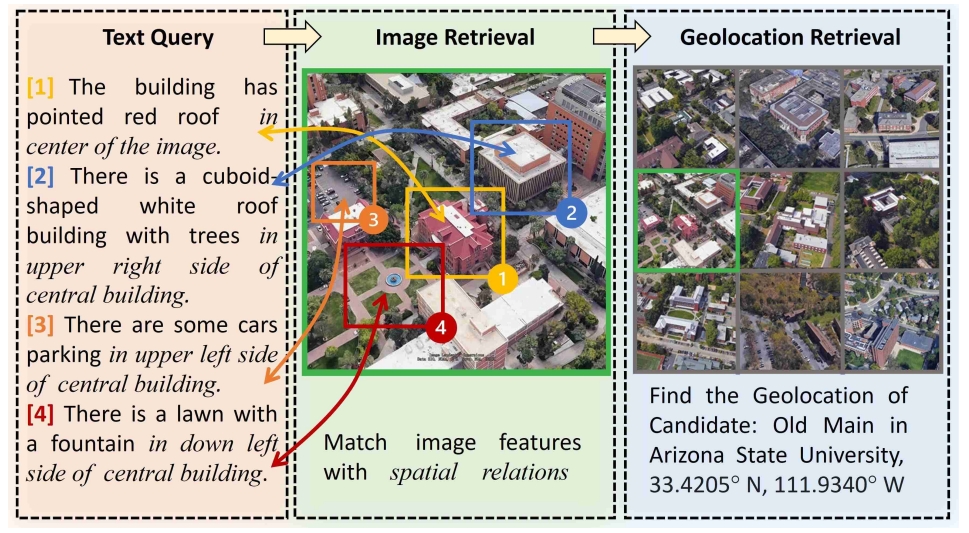 Text Query
Image Retrieval
Geolocation Retrieval
[1] The building has
pointed red roof in
center of the image.
[2] There is a cuboid-
shaped white roof
building with trees in
upper right side of
central building.
[3] There are some cars
parking in upper left side
of central building.
[4] There is a lawn with
a fountain in down left
side of central building.
1
2
3
4
Match image features
with spatial relations
Find the Geolocation of
Candidate: Old Main in
Arizona State University,
33.4205° N, 111.9340° W